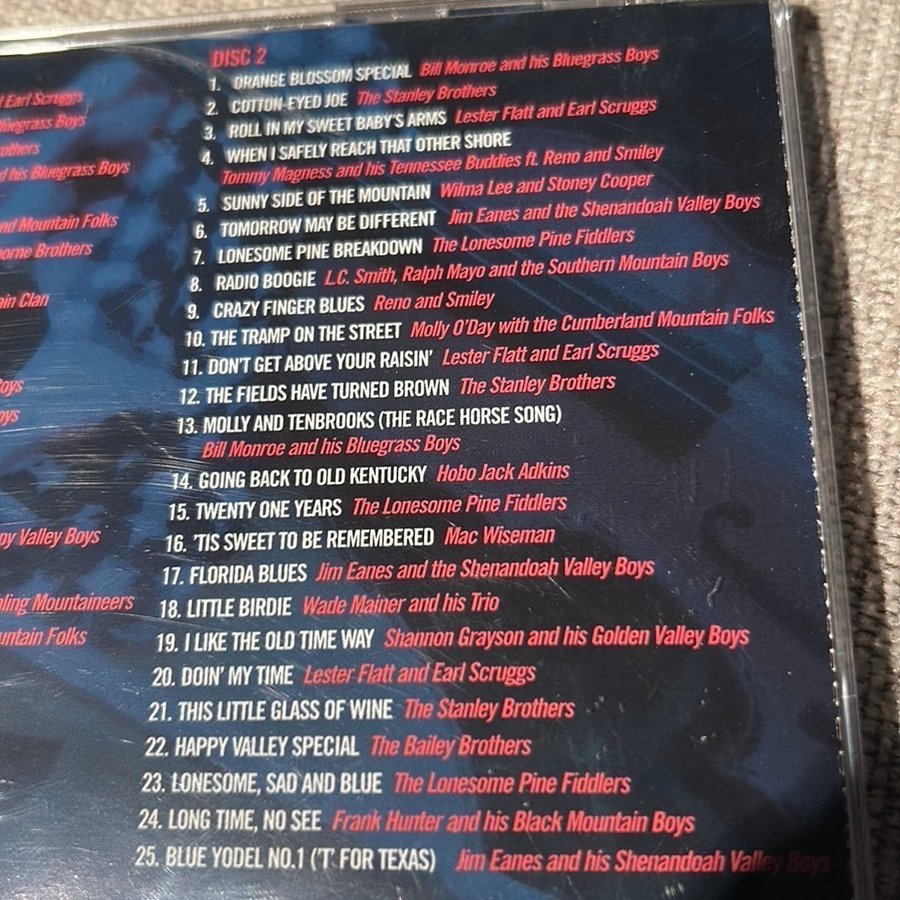 Earl Scruggs
Bluegrass Boys
his Bluegrass Boys
Mountain Folks
Brothers
Clan
Valley Boys
Mountaineers
Folks
DISC 2
1. ORANGE BLOSSOM SPECIAL Bill Monroe and his Bluegrass Boys
2. COTTON-EYED JOE The Stanley Brothers
3. ROLL IN MY SWEET BABY'S ARMS Lester Flatt and Earl Scruggs
4. WHEN I SAFELY REACH THAT OTHER SHORE
Tommy Magness and his Tennessee Buddies ft. Reno and Smiley
5. SUNNY SIDE OF THE MOUNTAIN Wilma Lee and Stoney Cooper
6. TOMORROW MAY BE DIFFERENT Jim Eanes and the Shenandoah Valley Boys
7. LONESOME PINE BREAKDOWN The Lonesome Pine Fiddlers
8. RADIO BOOGIE L.C. Smith, Ralph Mayo and the Southern Mountain Boys
9. CRAZY FINGER BLUES Reno and Smiley
10. THE TRAMP ON THE STREET Molly O'Day with the Cumberland Mountain Folks
11. DON'T GET ABOVE YOUR RAISIN' Lester Flatt and Earl Scruggs
12. THE FIELDS HAVE TURNED BROWN The Stanley Brothers
13. MOLLY AND TENBROOKS (THE RACE HORSE SONG)
Bill Monroe and his Bluegrass Boys
14. GOING BACK TO OLD KENTUCKY Hobo Jack Adkins
15. TWENTY ONE YEARS The Lonesome Pine Fiddlers
16. 'TIS SWEET TO BE REMEMBERED Mac Wiseman
17. FLORIDA BLUES Jim Eanes and the Shenandoah Valley Boys
18. LITTLE BIRDIE Wade Mainer and his Trio
19. I LIKE THE OLD TIME WAY Shannon Grayson and his Golden Valley Boys
20. DOIN' MY TIME Lester Flatt and Earl Scruggs
21. THIS LITTLE GLASS OF WINE The Stanley Brothers
22. HAPPY VALLEY SPECIAL The Bailey Brothers
23. LONESOME, SAD AND BLUE The Lonesome Pine Fiddlers
24. LONG TIME, NO SEE Frank Hunter and his Black Mountain Boys
25. BLUE YODEL NO.1 ('T' FOR TEXAS) Jim Eanes and his Shenandoah Valley Boys